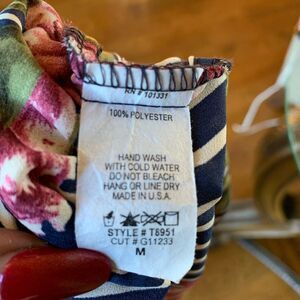 RN # 101331
100% POLYESTER
HAND WASH
WITH COLD WATER
DO NOT BLEACH
HANG OR LINE DRY
MADE IN U.S.A.
STYLE # T8951
CUT # G11233
M